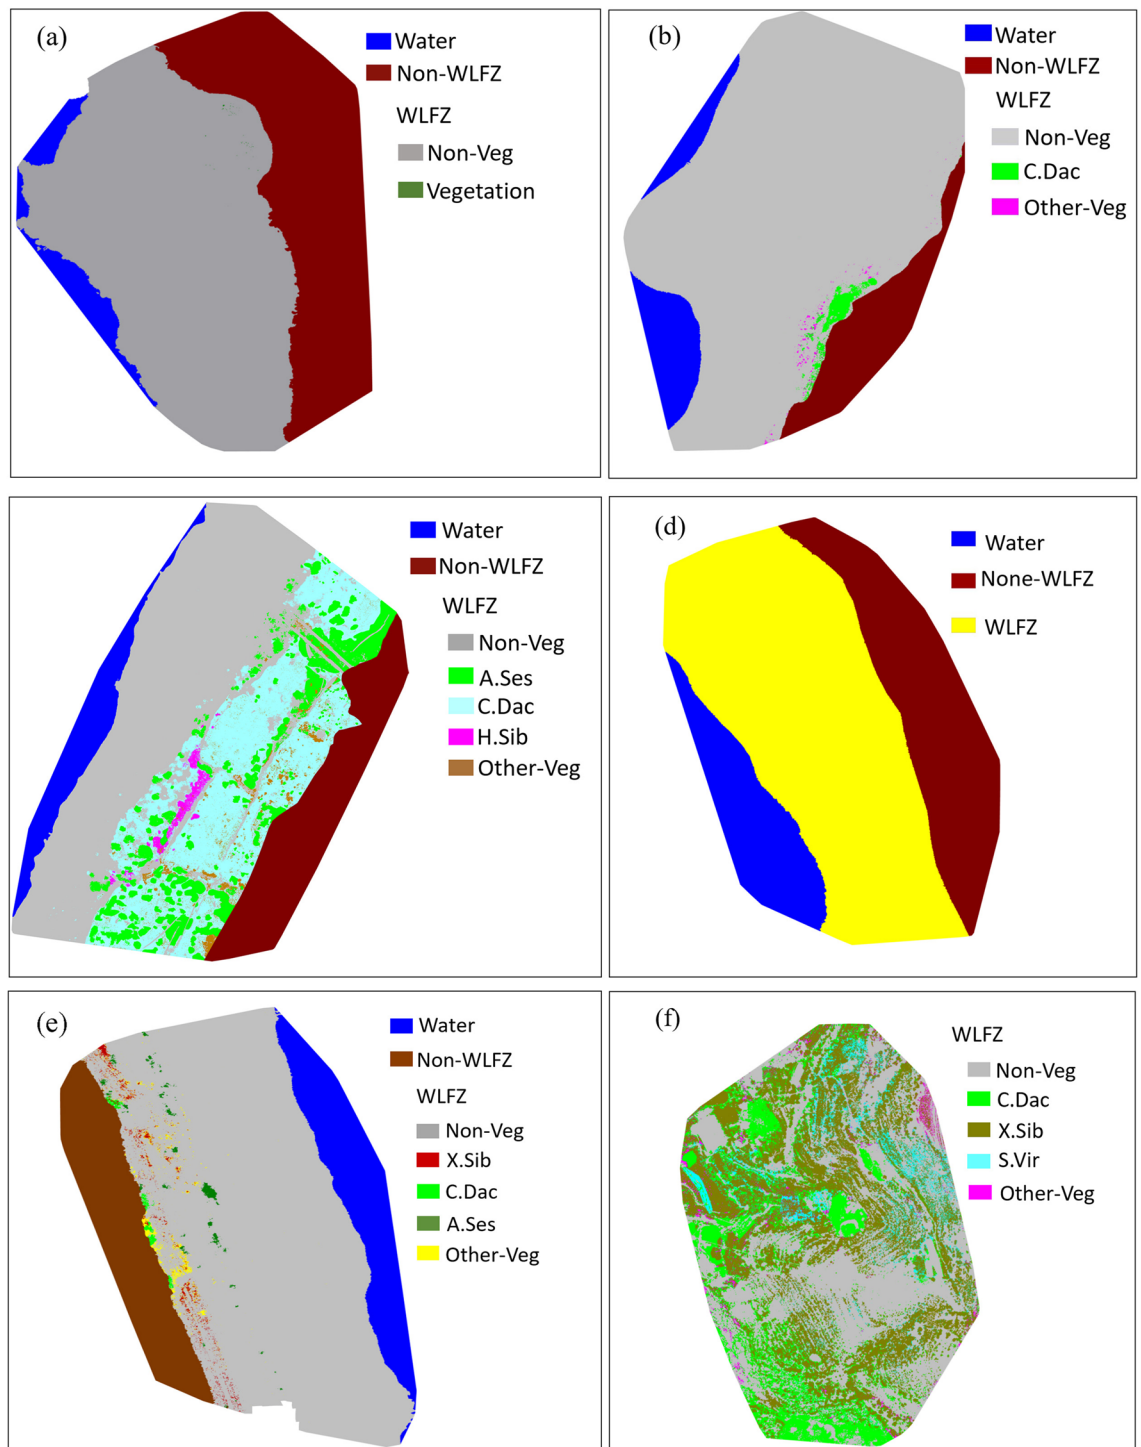 (a)
Water
Non-WLFZ
WLFZ
Non-Veg
Vegetation
(b)
Water
Non-WLFZ
WLFZ
Non-Veg
C.Dac
Other-Veg
Water
Non-WLFZ
WLFZ
Non-Veg
A.Ses
C.Dac
H.Sib
Other-Veg
(d)
Water
None-WLFZ
WLFZ
(e)
Water
Non-WLFZ
WLFZ
Non-Veg
X.Sib
C.Dac
A.Ses
Other-Veg
(f)
WLFZ
Non-Veg
C.Dac
X.Sib
S.Vir
Other-Veg